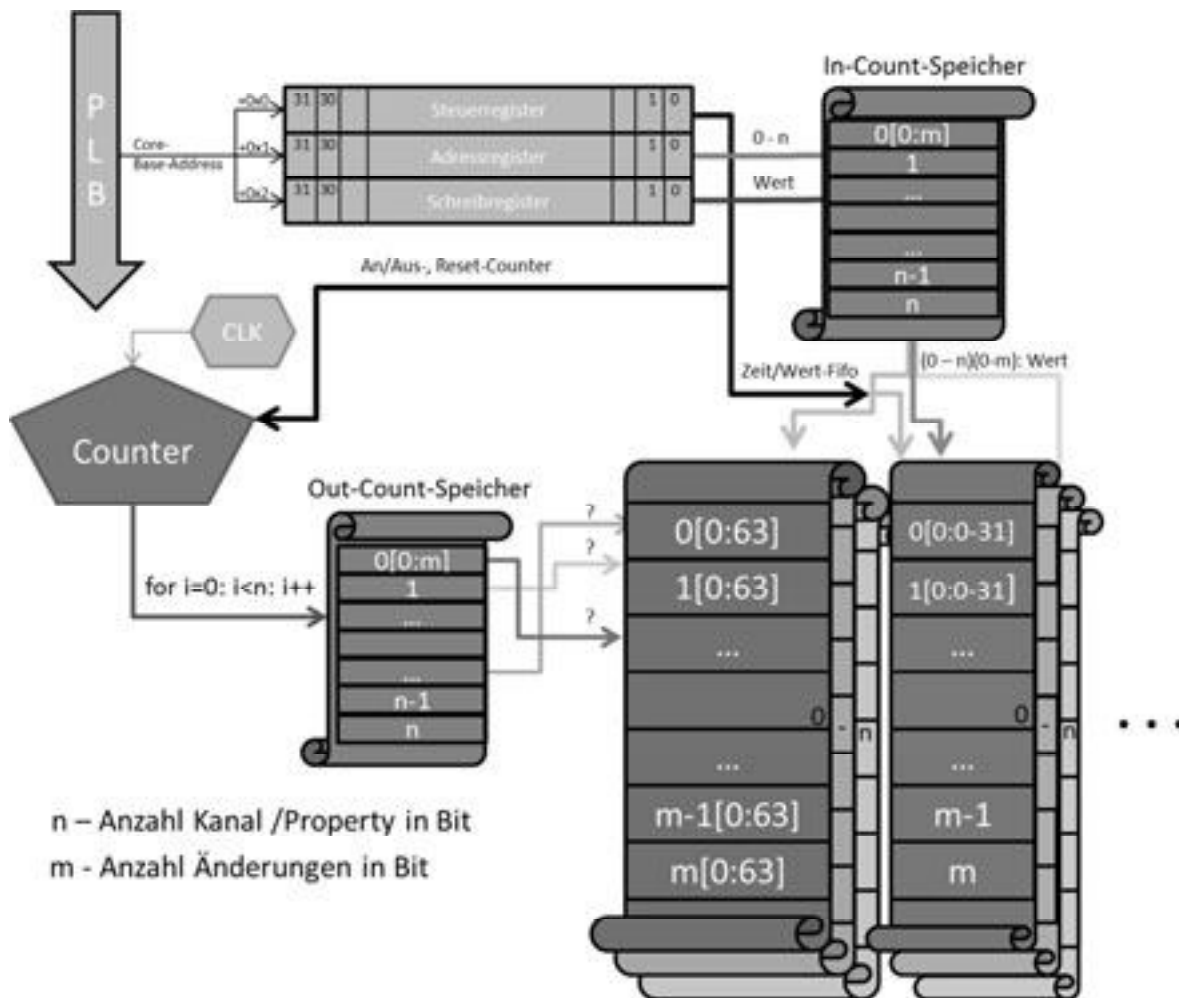 P
L
B
Core-
Base-Address
+0x0
+0x1
+0x2
31 30 Steuerregister 1 0
31 30 Adressregister 1 0
31 30 Schreibregister 1 0
0 - n
Wert
In-Count-Speicher
0[0:m]
1
...
...
n-1
n
An/Aus-, Reset-Counter
CLK
Counter
Zeit/Wert-Fifo
(0 – n)(0-m): Wert
Out-Count-Speicher
for i=0: i<n: i++
0[0:m]
1
...
...
n-1
n
?
?
?
0[0:63]
1[0:63]
...
0 - n
...
m-1[0:63]
m[0:63]
0[0:0-31]
1[0:0-31]
...
0 - n
...
m-1
m
. . .
n – Anzahl Kanal /Property in Bit
m - Anzahl Änderungen in Bit